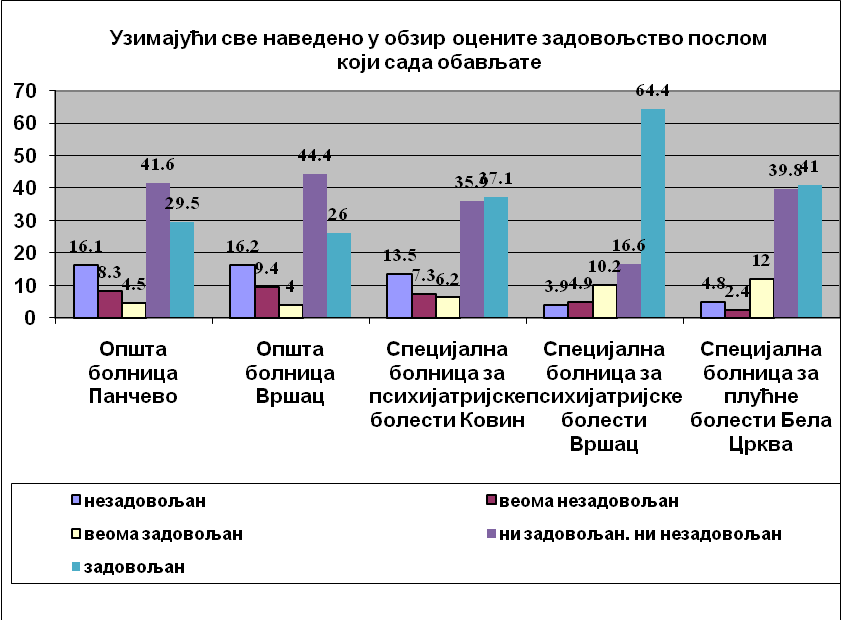 Узимајући све наведено у обзир оцените задовољство послом
који сада обављате
70
60
50
40
30
20
10
0
16.1
8.3
4.5
41.6
29.5
16.2
9.4
4
44.4
26
13.5
7.3
6.2
35.9
37.1
3.9
4.9
10.2
16.6
64.4
4.8
2.4
12
39.8
41
Општа
болница
Панчево
Општа
болница
Вршац
Специјална
болница за
психијатријске
болести Ковин
Специјална
болница за
психијатријске
болести
Вршац
Специјална
болница за
плућне
болести Бела
Црква
незадовољан
веома незадовољан
веома задовољан
ни задовољан. ни незадовољан
задовољан